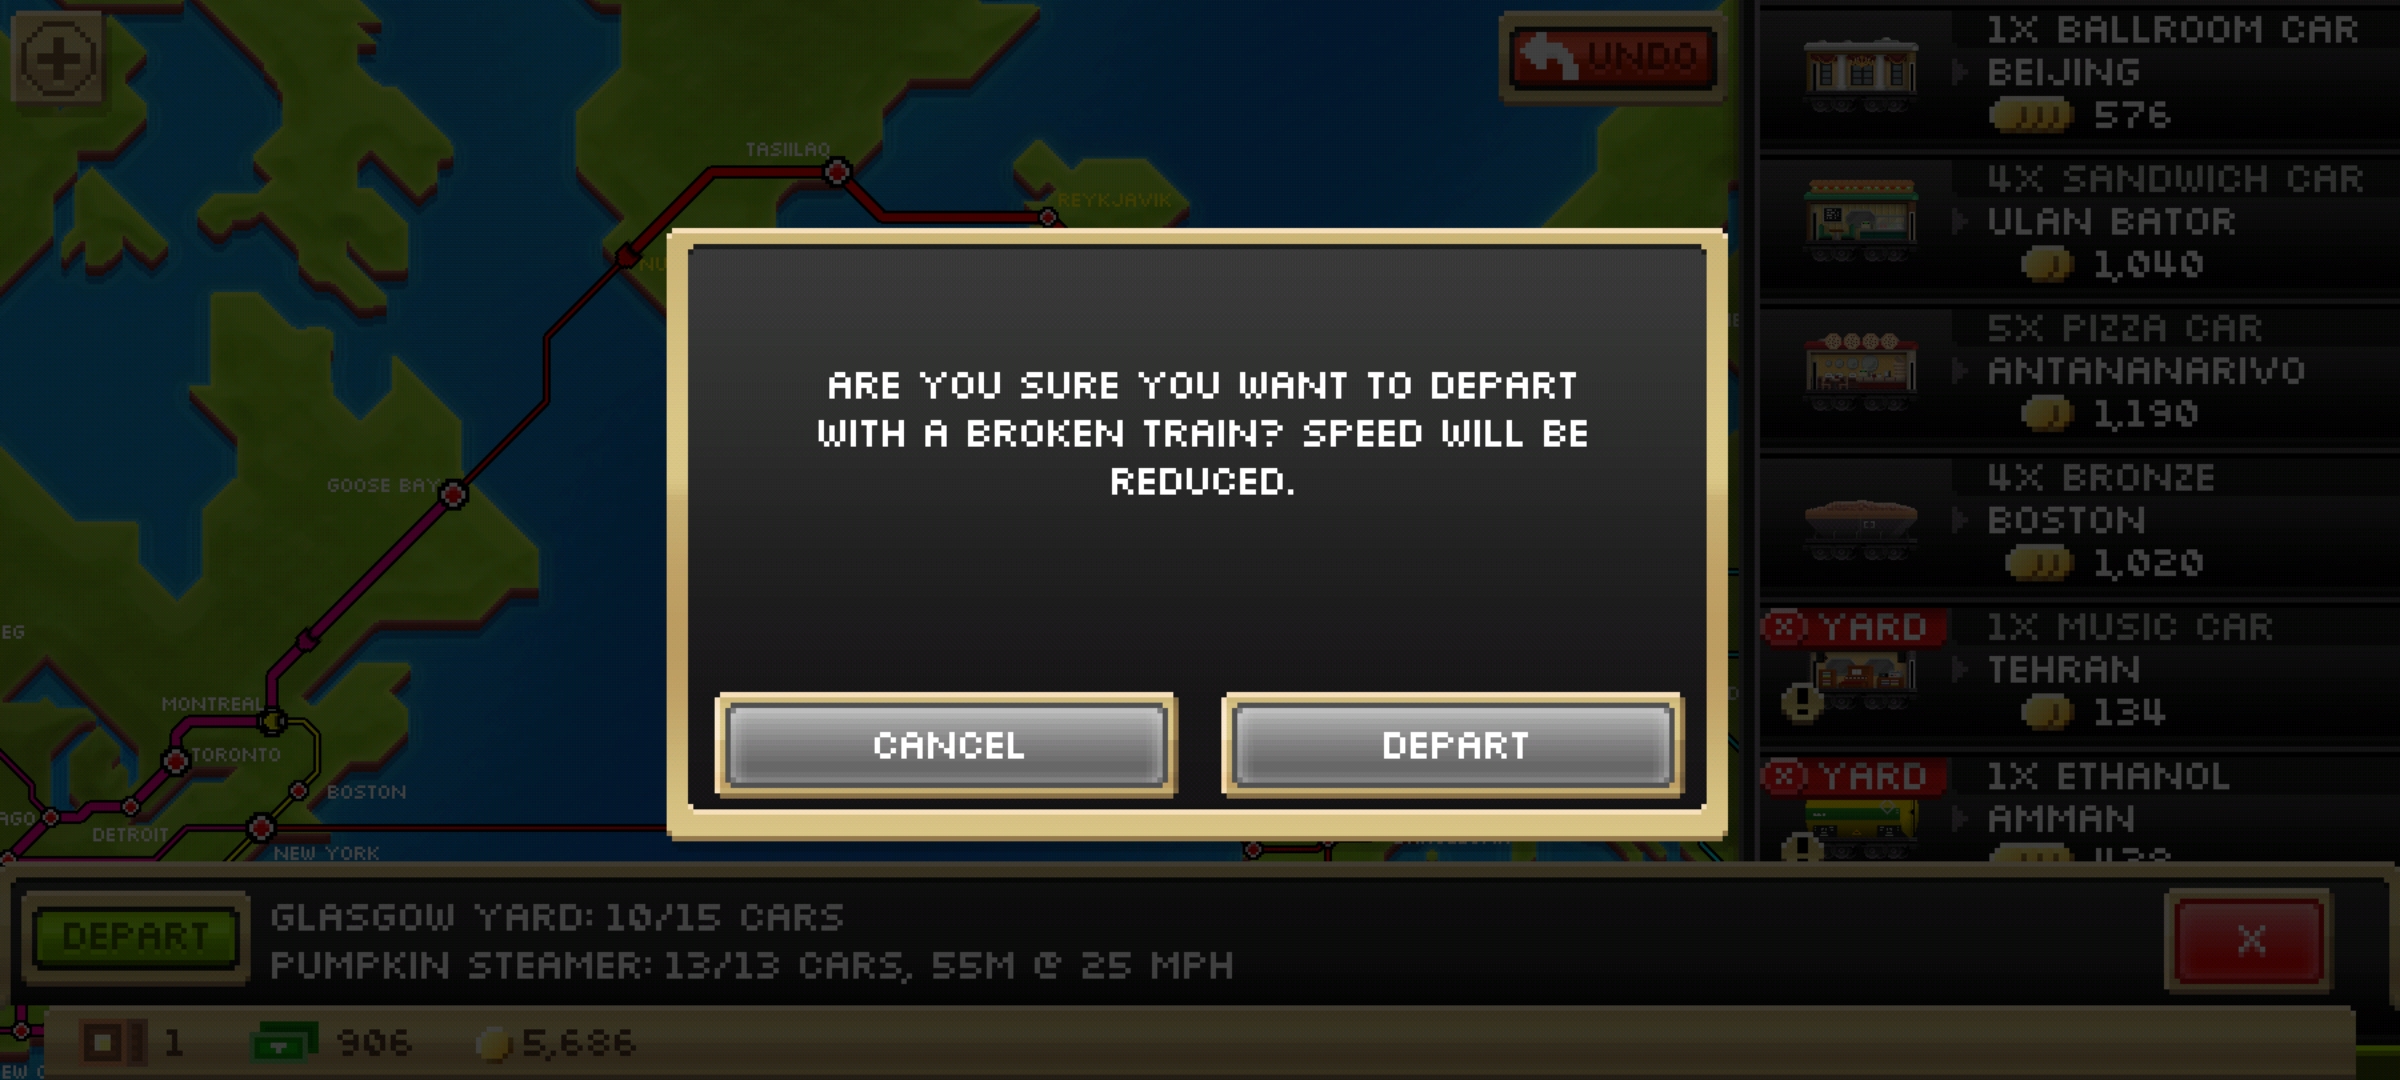 UNDO
TASIILAQ
REYKJAVIK
NU
GOOSE BAY
EG
MONTREAL
TORONTO
BOSTON
AGO
DETROIT
NEW YORK
ARE YOU SURE YOU WANT TO DEPART
WITH A BROKEN TRAIN? SPEED WILL BE
REDUCED.
CANCEL
DEPART
1X BALLROOM CAR
BEIJING
576
4X SANDWICH CAR
ULAN BATOR
1,040
5X PIZZA CAR
ANTANANARIVO
1,190
4X BRONZE
BOSTON
1,020
YARD
1X MUSIC CAR
TEHRAN
134
YARD
1X ETHANOL
AMMAN
DEPART
GLASGOW YARD: 10/15 CARS
PUMPKIN STEAMER: 13/13 CARS, 55M @ 25 MPH
X
1
906
5,686